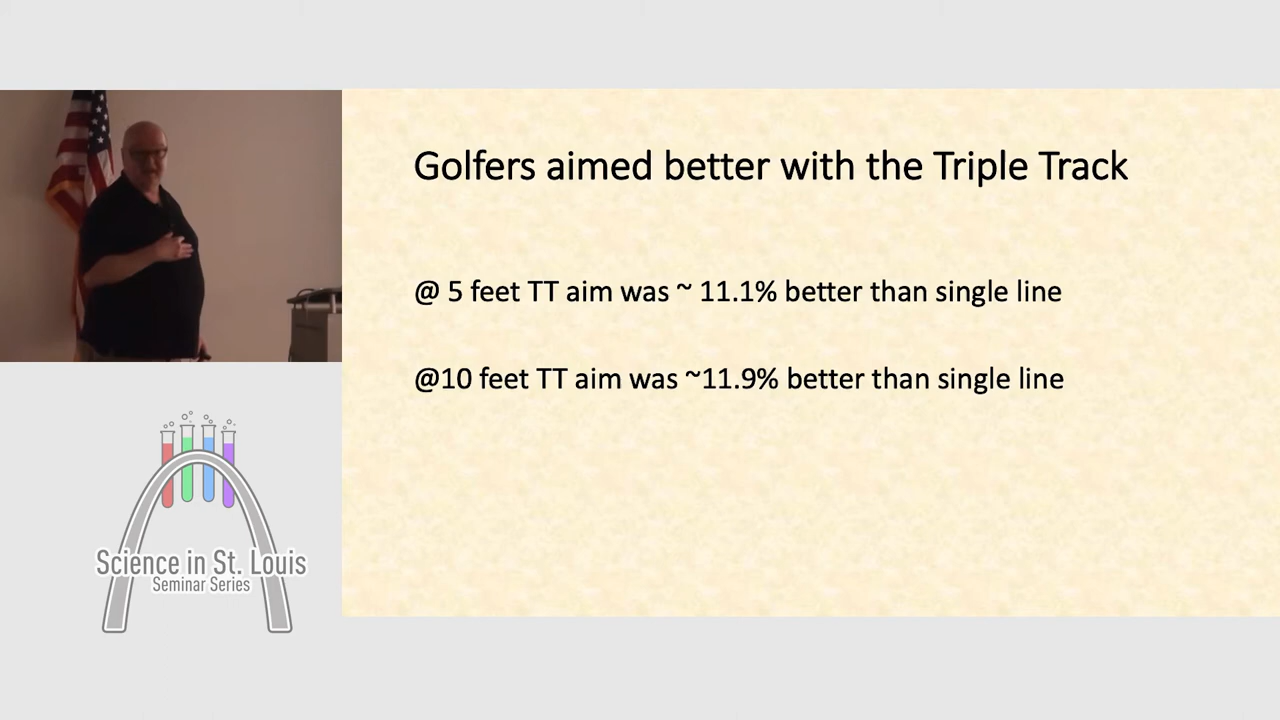 Golfers aimed better with the Triple Track
@ 5 feet TT aim was ~ 11.1% better than single line
@10 feet TT aim was ~11.9% better than single line
Science in St. Louis
Seminar Series